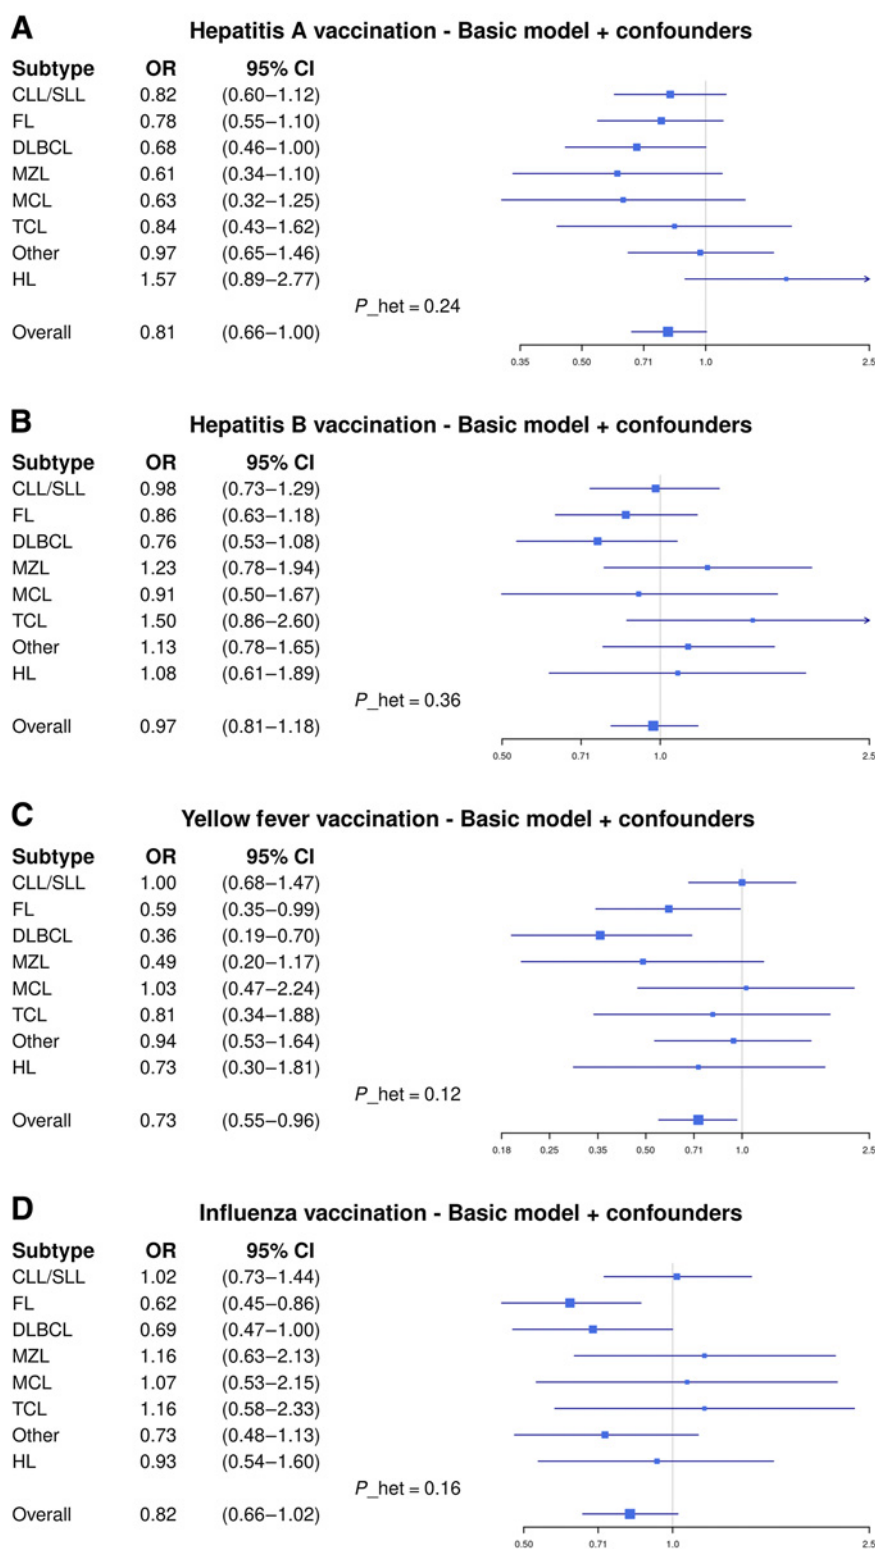 A Hepatitis A vaccination - Basic model + confounders
Subtype OR 95% CI
CLL/SLL 0.82 (0.60–1.12)
FL 0.78 (0.55–1.10)
DLBCL 0.68 (0.46–1.00)
MZL 0.61 (0.34–1.10)
MCL 0.63 (0.32–1.25)
TCL 0.84 (0.43–1.62)
Other 0.97 (0.65–1.46)
HL 1.57 (0.89–2.77)
P_het = 0.24
Overall 0.81 (0.66–1.00)
0.35 0.50 0.71 1.0 2.5
B Hepatitis B vaccination - Basic model + confounders
Subtype OR 95% CI
CLL/SLL 0.98 (0.73–1.29)
FL 0.86 (0.63–1.18)
DLBCL 0.76 (0.53–1.08)
MZL 1.23 (0.78–1.94)
MCL 0.91 (0.50–1.67)
TCL 1.50 (0.86–2.60)
Other 1.13 (0.78–1.65)
HL 1.08 (0.61–1.89)
P_het = 0.36
Overall 0.97 (0.81–1.18)
0.50 0.71 1.0 2.5
C Yellow fever vaccination - Basic model + confounders
Subtype OR 95% CI
CLL/SLL 1.00 (0.68–1.47)
FL 0.59 (0.35–0.99)
DLBCL 0.36 (0.19–0.70)
MZL 0.49 (0.20–1.17)
MCL 1.03 (0.47–2.24)
TCL 0.81 (0.34–1.88)
Other 0.94 (0.53–1.64)
HL 0.73 (0.30–1.81)
P_het = 0.12
Overall 0.73 (0.55–0.96)
0.18 0.25 0.35 0.50 0.71 1.0 2.5
D Influenza vaccination - Basic model + confounders
Subtype OR 95% CI
CLL/SLL 1.02 (0.73–1.44)
FL 0.62 (0.45–0.86)
DLBCL 0.69 (0.47–1.00)
MZL 1.16 (0.63–2.13)
MCL 1.07 (0.53–2.15)
TCL 1.16 (0.58–2.33)
Other 0.73 (0.48–1.13)
HL 0.93 (0.54–1.60)
P_het = 0.16
Overall 0.82 (0.66–1.02)
0.50 0.71 1.0 2.5